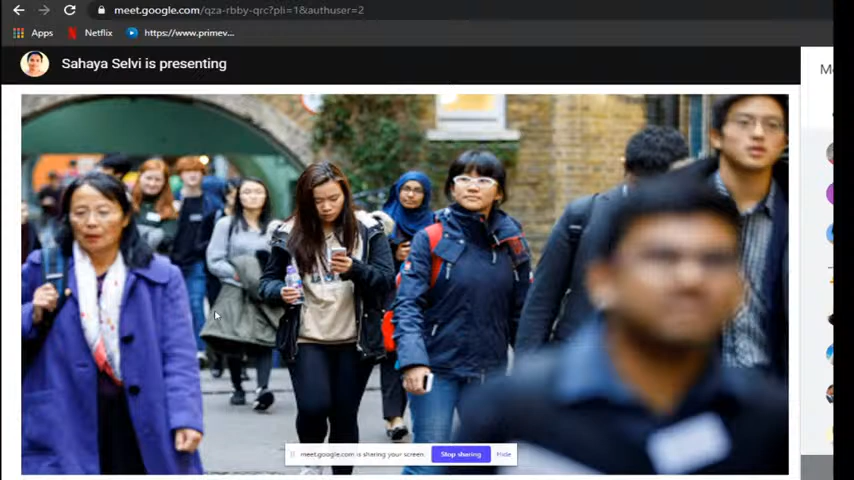 meet.google.com/qza-rbby-qrc?pli=1&authuser=2
Apps
Netflix
https://www.primev...
Sahaya Selvi is presenting
M
meet.google.com is sharing your screen.
Stop sharing
Hide